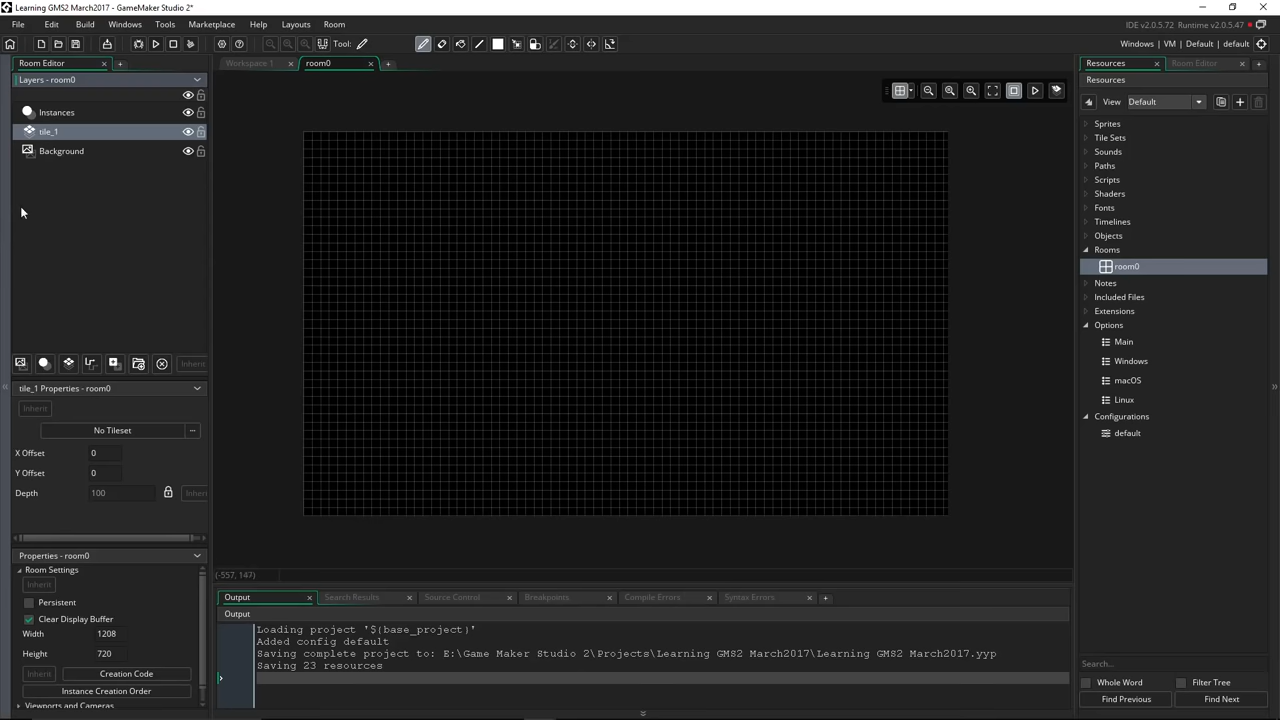 Learning GMS2 March2017 - GameMaker Studio 2*
File Edit Build Windows Tools Marketplace Help Layouts Room
IDE v2.0.5.72 Runtime v2.0.5.47
Tool:
Windows | VM | Default | default
Room Editor
Workspace 1
room0
Resources
Room Editor
Layers - room0
Resources
Instances
View Default
tile_1
Background
Sprites
Tile Sets
Sounds
Paths
Scripts
Shaders
Fonts
Timelines
Objects
Rooms
room0
Notes
Included Files
Extensions
Options
Main
Windows
macOS
Linux
Configurations
default
Inherit
tile_1 Properties - room0
Inherit
No Tileset
...
X Offset 0
Y Offset 0
Depth 100
Inheri
Properties - room0
Room Settings
Inherit
Persistent
Clear Display Buffer
Width 1208
Height 720
Inherit
Creation Code
Instance Creation Order
Viewports and Cameras
(-557, 147)
Output Search Results Source Control Breakpoints Compile Errors Syntax Errors
Output
Loading project '$(base_project)'
Added config default
Saving complete project to: E:\Game Maker Studio 2\Projects\Learning GMS2 March2017\Learning GMS2 March2017.yyp
Saving 23 resources
Search...
Whole Word Filter Tree
Find Previous Find Next